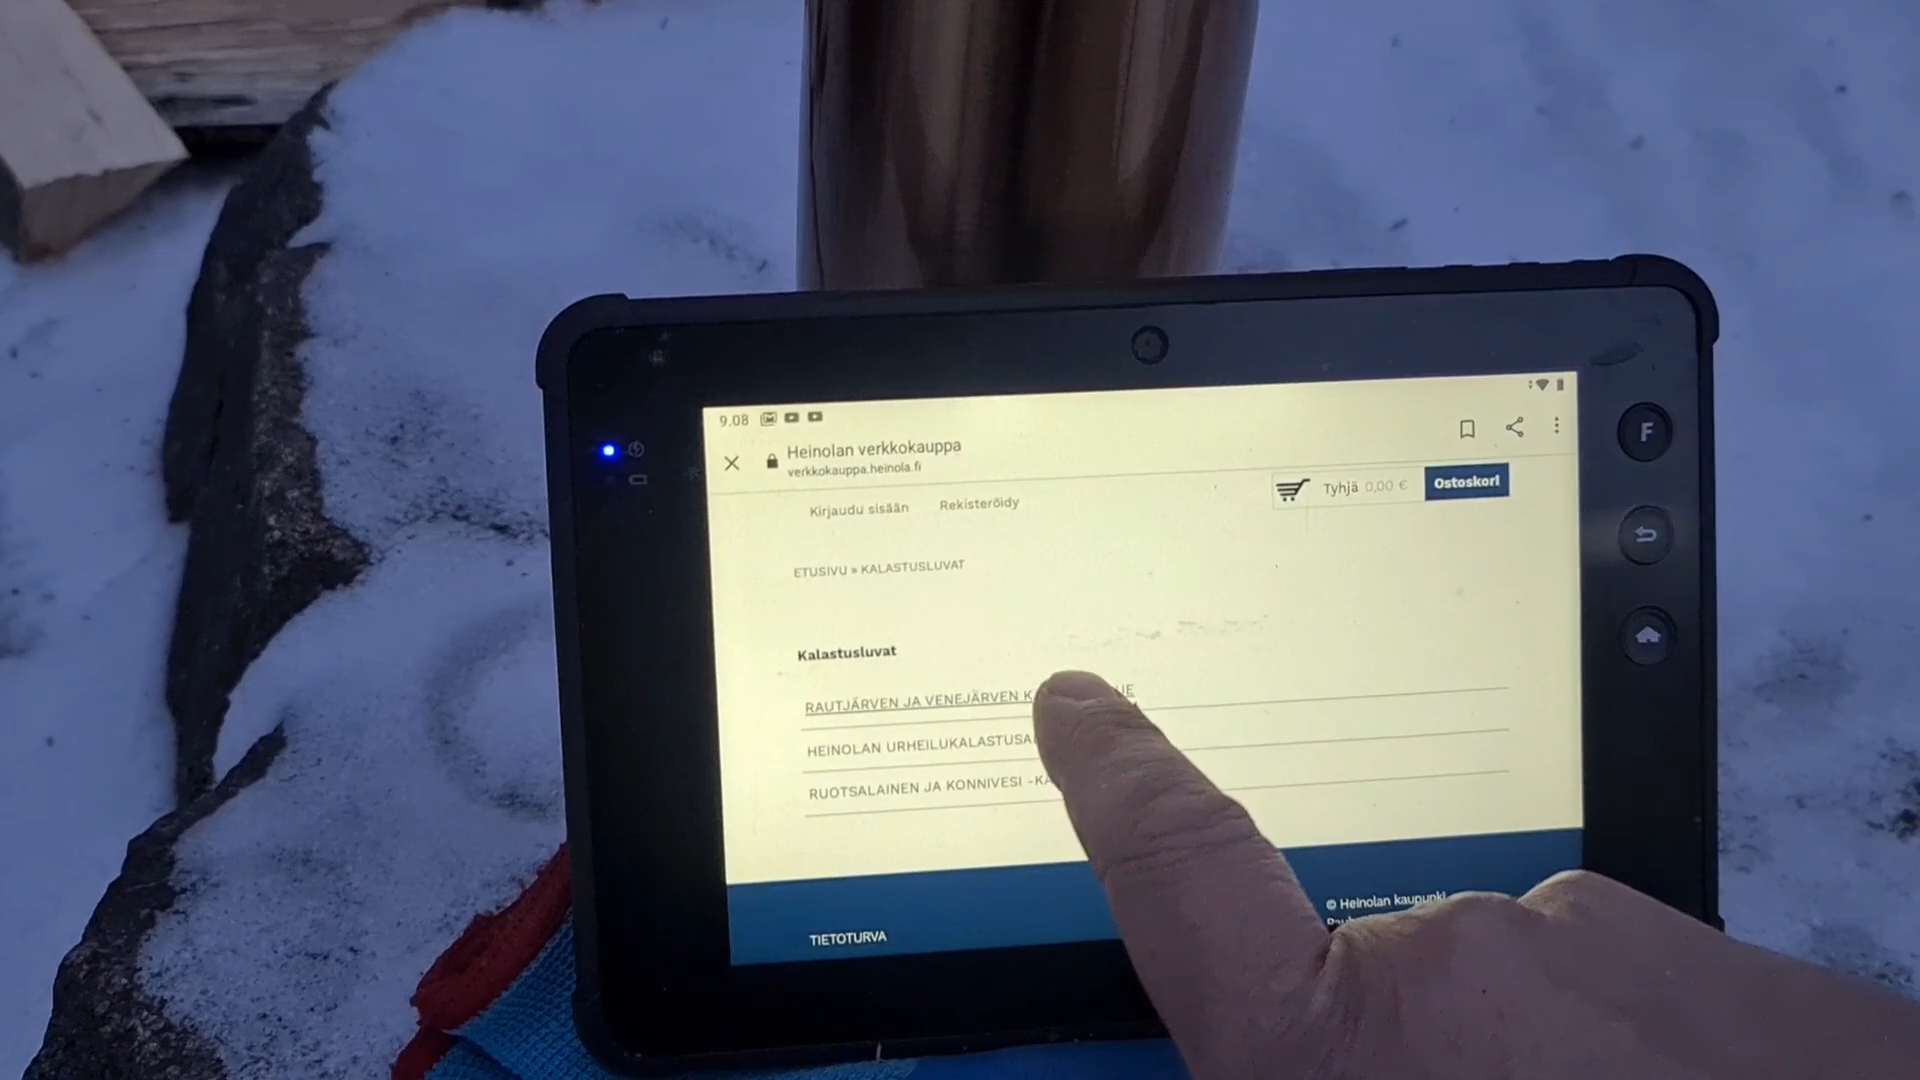 9.08
Heinolan verkkokauppa
verkkokauppa.heinola.fi
Kirjaudu sisään Rekisteröidy
Tyhjä 0,00 € Ostoskori
ETUSIVU » KALASTUSLUVAT
Kalastusluvat
RAUTJÄRVEN JA VENEJÄRVEN
HEINOLAN
RUOTSALAINEN JA KONNIVESI
© Heinolan kaupunki
TIETOTURVA
F